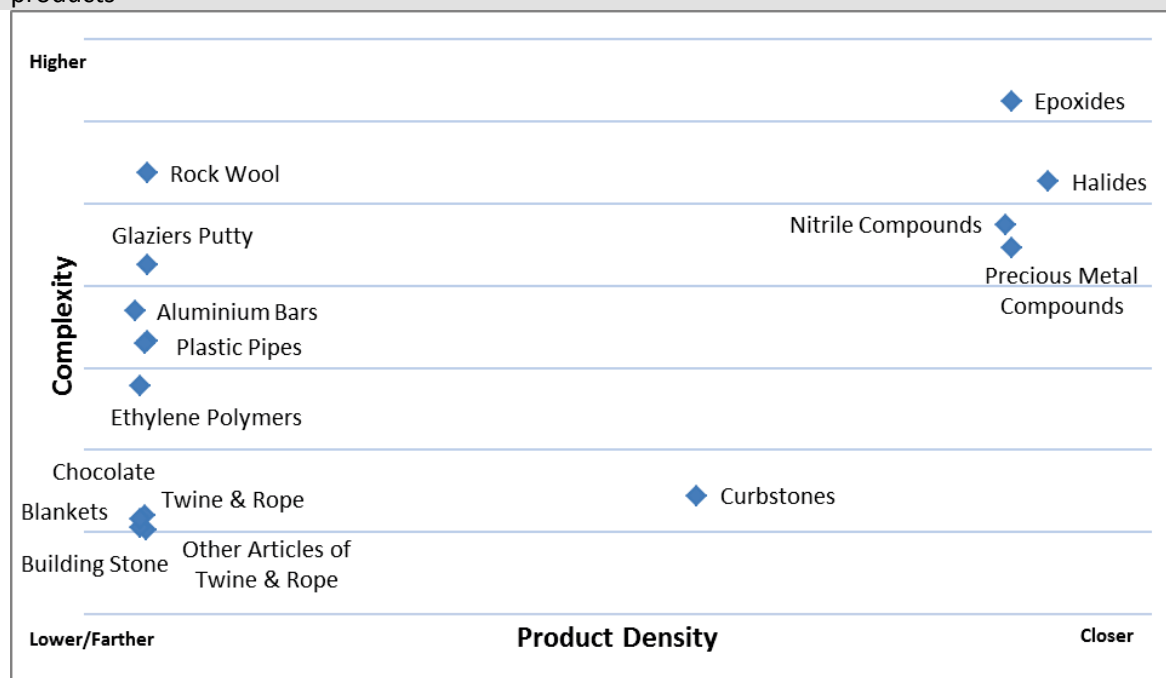 products
Higher
Epoxides
Rock Wool
Halides
Nitrile Compounds
Glaziers Putty
Precious Metal
Compounds
Aluminium Bars
Plastic Pipes
Complexity
Ethylene Polymers
Chocolate
Twine & Rope
Blankets
Curbstones
Building Stone
Other Articles of
Twine & Rope
Lower/Farther
Product Density
Closer